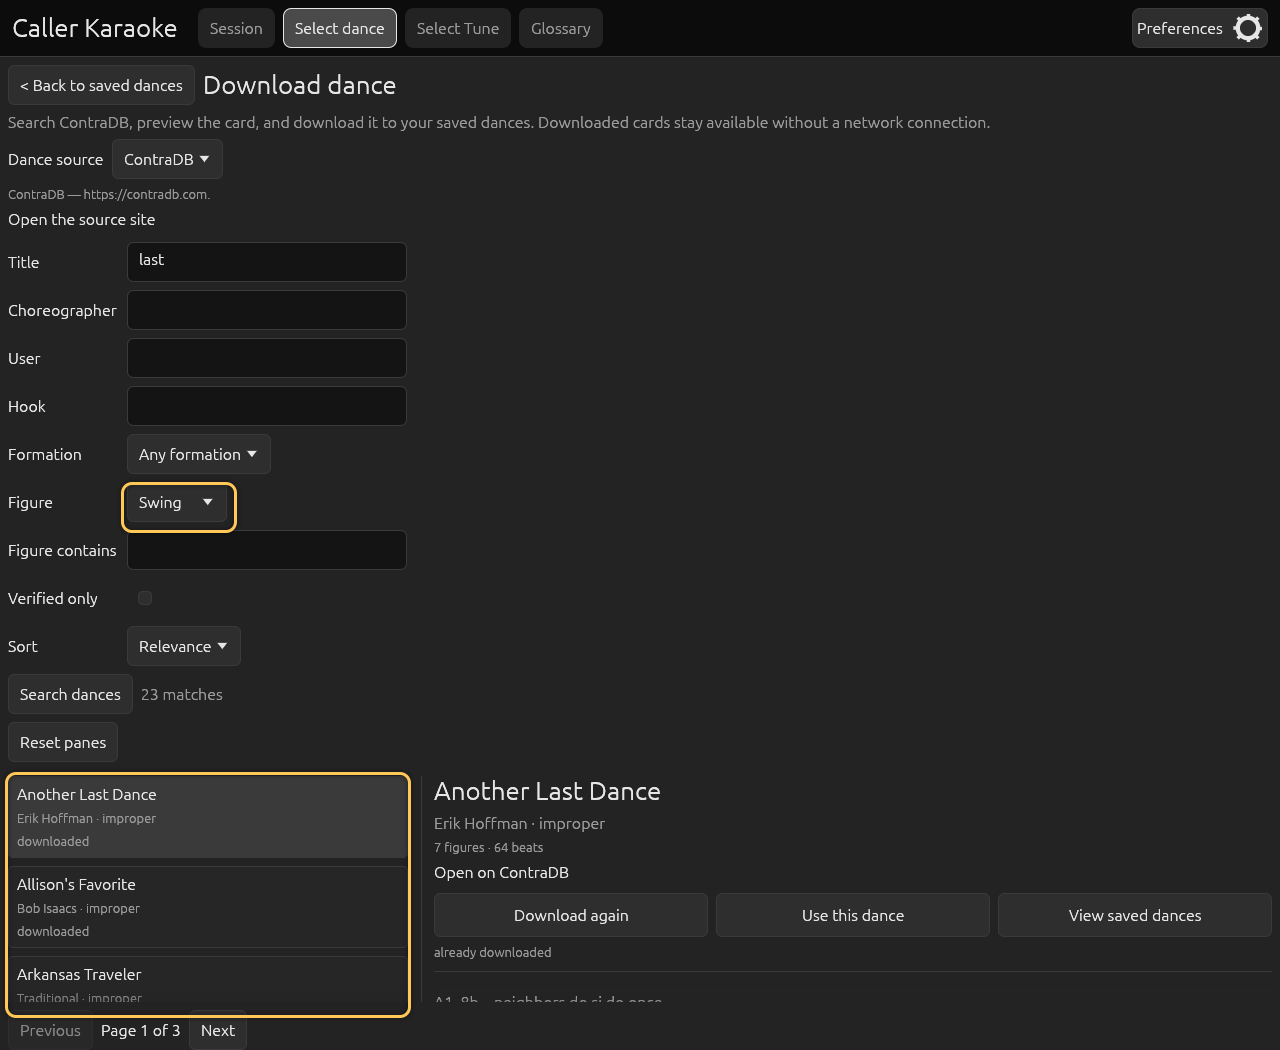 Caller Karaoke Session Select dance Select Tune Glossary Preferences
< Back to saved dances Download dance
Search ContraDB, preview the card, and download it to your saved dances. Downloaded cards stay available without a network connection.
Dance source ContraDB
ContraDB — https://contradb.com.
Open the source site
Title last
Choreographer
User
Hook
Formation Any formation
Figure Swing
Figure contains
Verified only
Sort Relevance
Search dances 23 matches
Reset panes
Another Last Dance
Erik Hoffman · improper
downloaded
Allison's Favorite
Bob Isaacs · improper
downloaded
Arkansas Traveler
Traditional · improper
Previous Page 1 of 3 Next
Another Last Dance
Erik Hoffman · improper
7 figures · 64 beats
Open on ContraDB
Download again Use this dance View saved dances
already downloaded